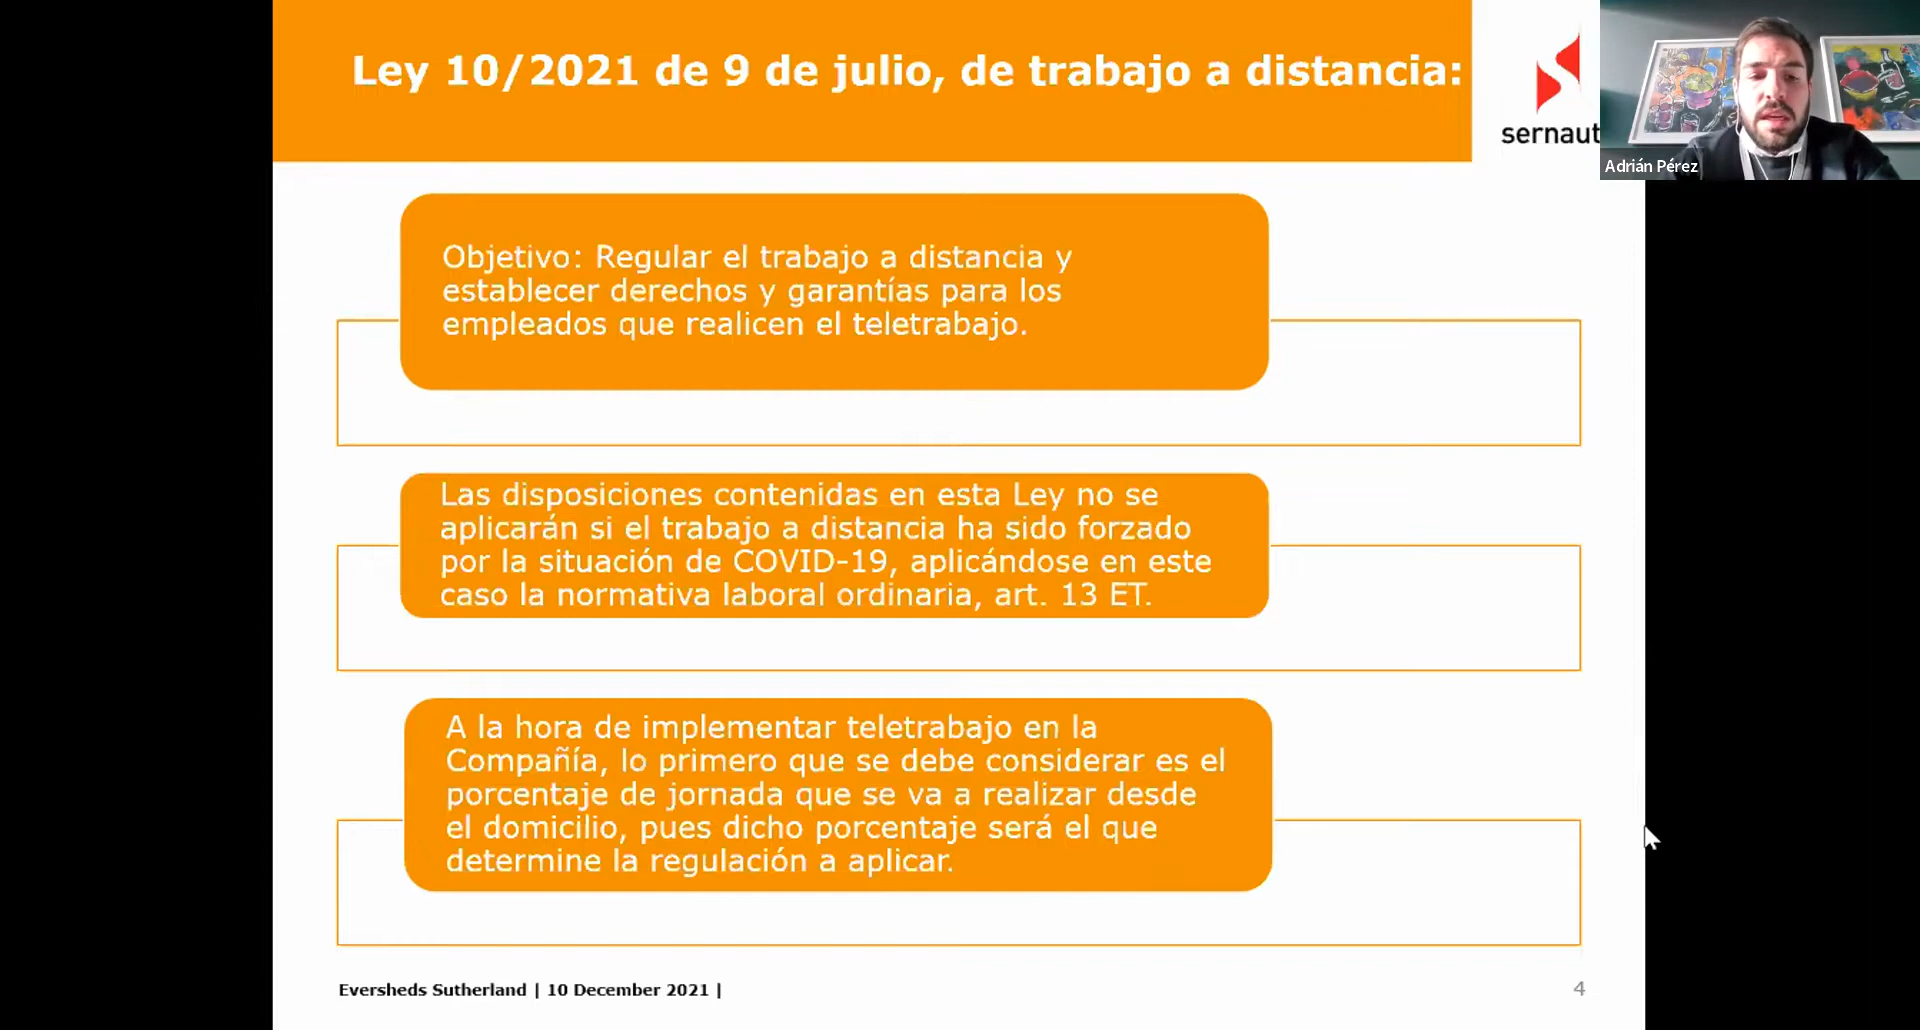 Ley 10/2021 de 9 de julio, de trabajo a distancia:
sernaut
Adrián Pérez
Objetivo: Regular el trabajo a distancia y
establecer derechos y garantías para los
empleados que realicen el teletrabajo.
Las disposiciones contenidas en esta Ley no se
aplicarán si el trabajo a distancia ha sido forzado
por la situación de COVID-19, aplicándose en este
caso la normativa laboral ordinaria, art. 13 ET.
A la hora de implementar teletrabajo en la
Compañía, lo primero que se debe considerar es el
porcentaje de jornada que se va a realizar desde
el domicilio, pues dicho porcentaje será el que
determine la regulación a aplicar.
Eversheds Sutherland | 10 December 2021 |
4